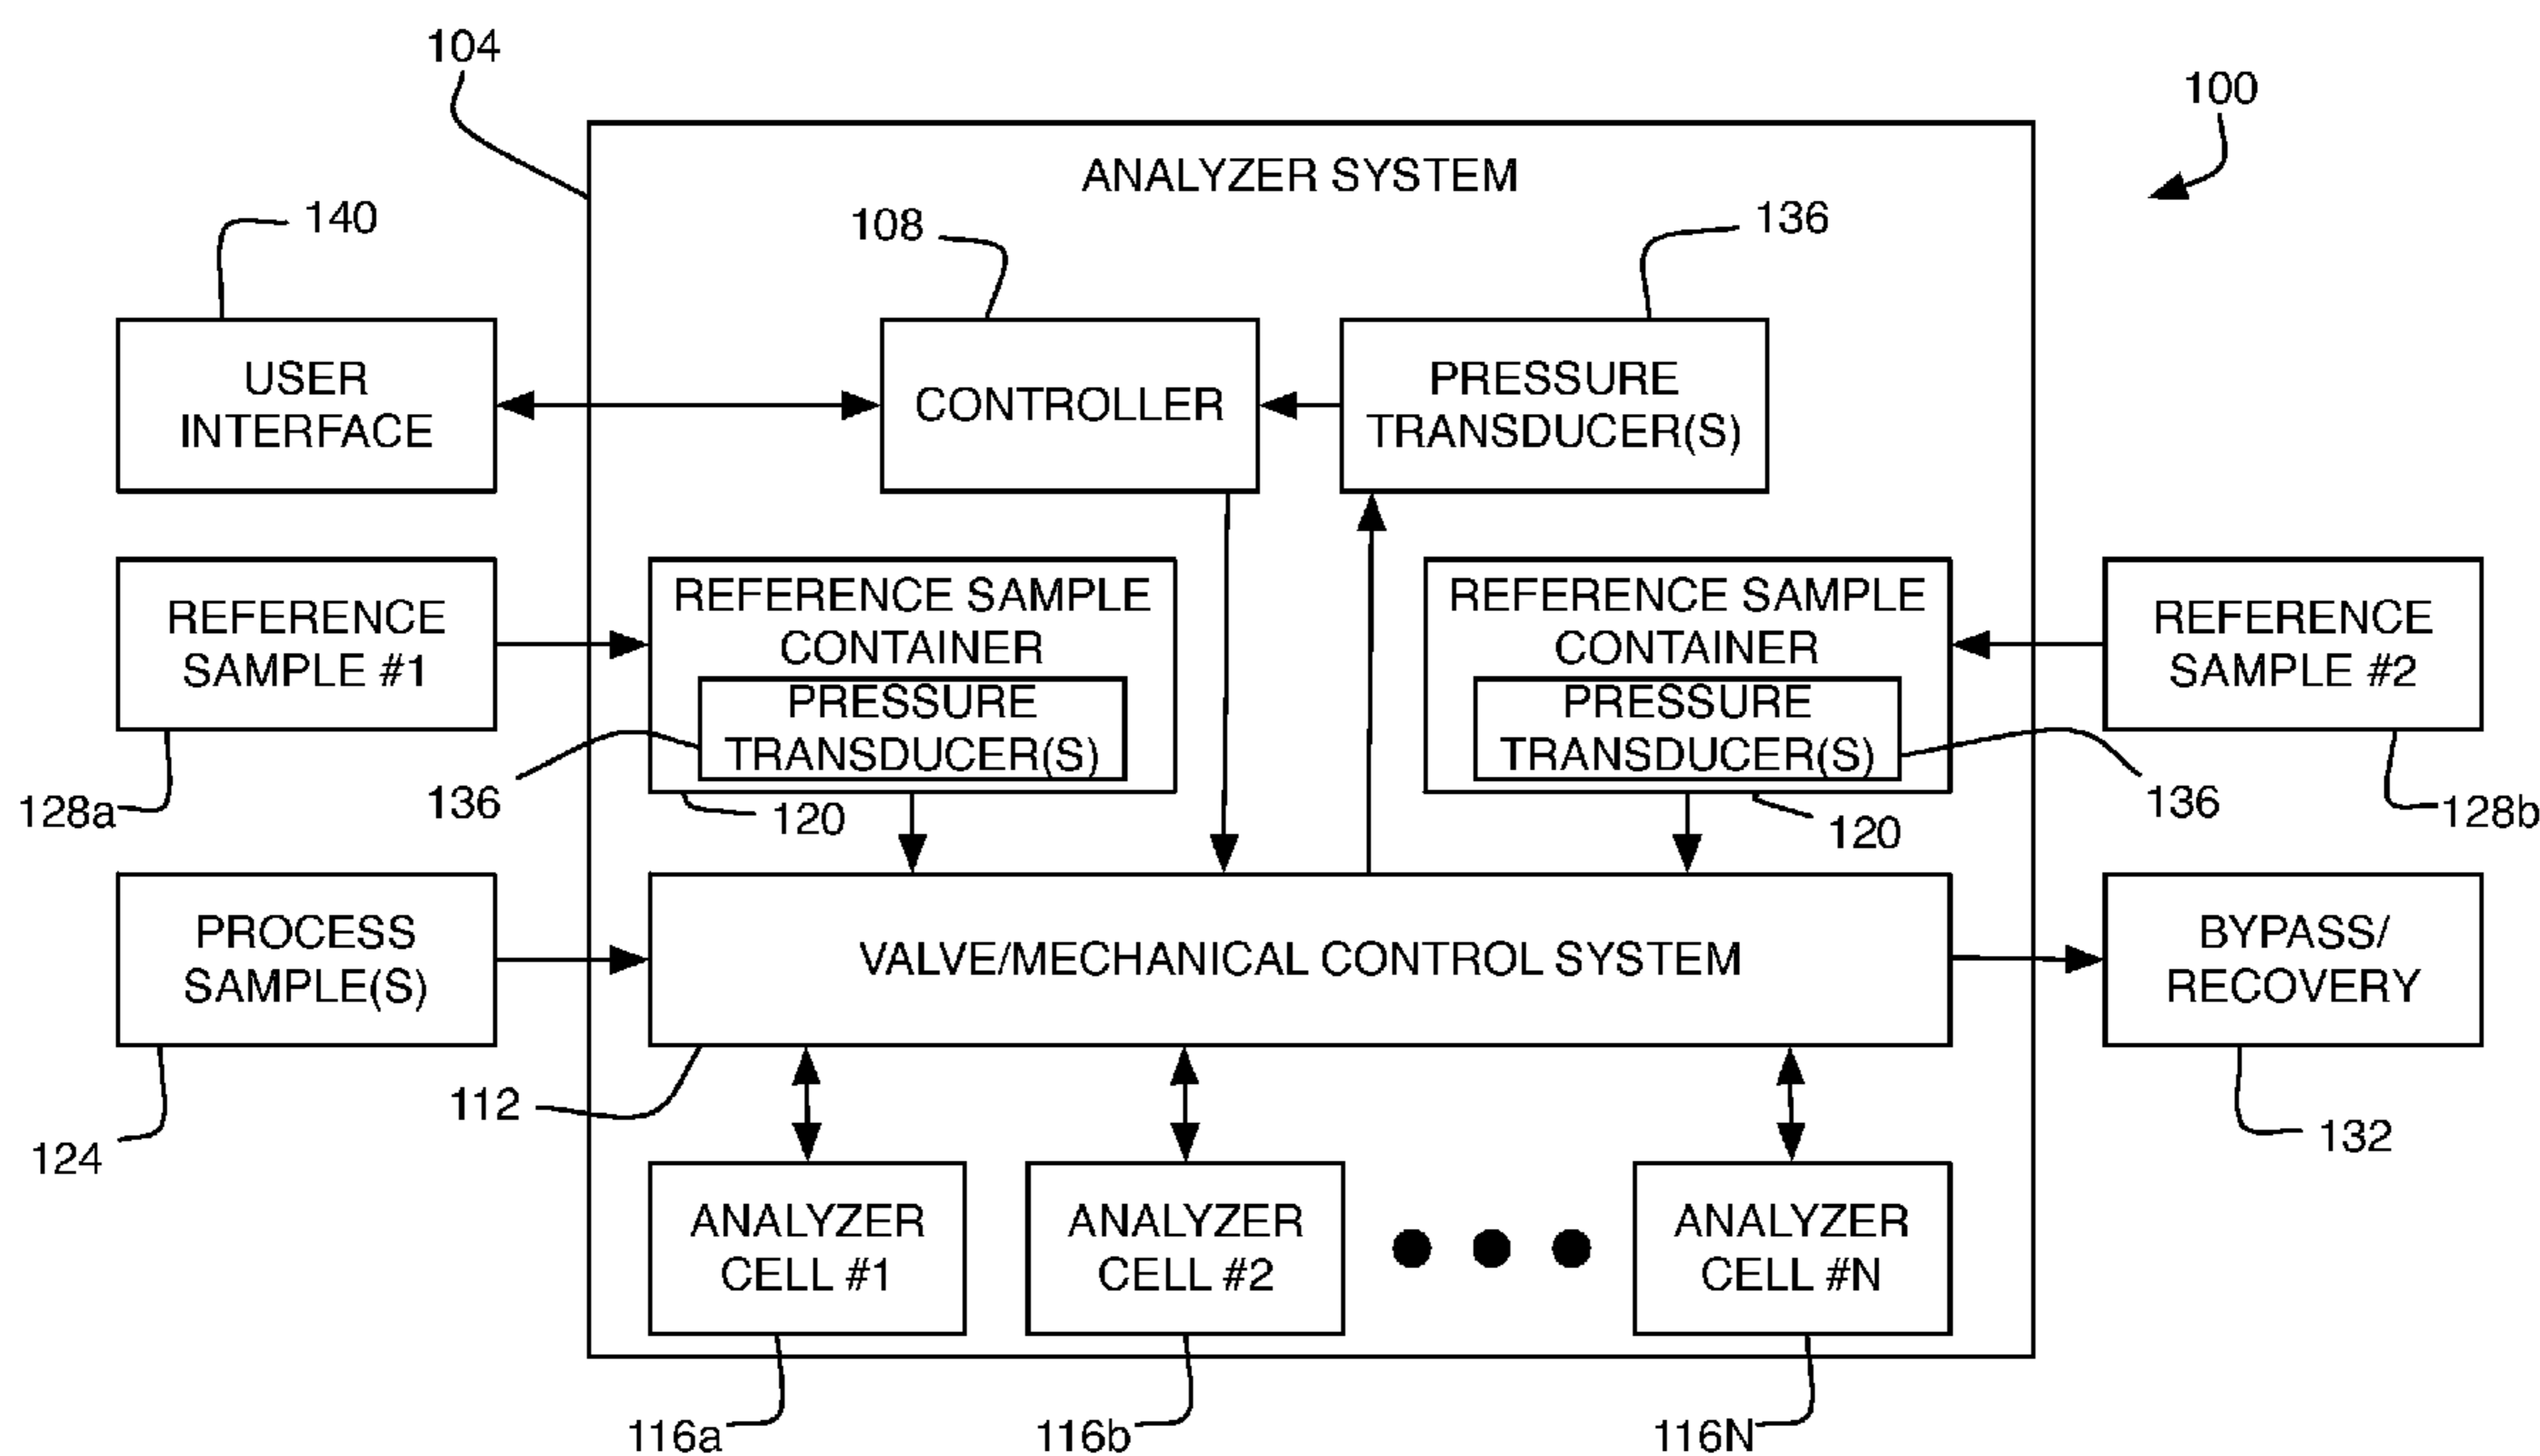 104
100
ANALYZER SYSTEM
140
108
136
USER
INTERFACE
CONTROLLER
PRESSURE
TRANSDUCER(S)
REFERENCE
SAMPLE #1
REFERENCE SAMPLE
CONTAINER
PRESSURE
TRANSDUCER(S)
REFERENCE SAMPLE
CONTAINER
PRESSURE
TRANSDUCER(S)
REFERENCE
SAMPLE #2
128a
136
120
120
136
128b
PROCESS
SAMPLE(S)
VALVE/MECHANICAL CONTROL SYSTEM
BYPASS/
RECOVERY
112
124
132
ANALYZER
CELL #1
ANALYZER
CELL #2
ANALYZER
CELL #N
116a
116b
116N